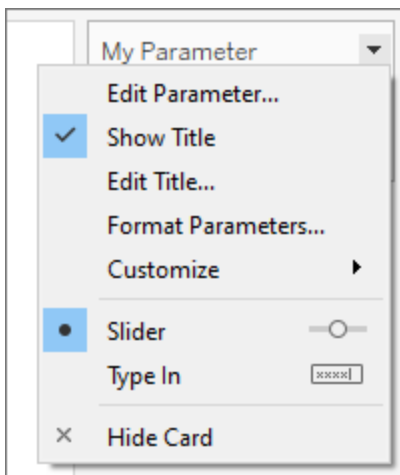 My Parameter
Edit Parameter...
Show Title
Edit Title...
Format Parameters...
Customize
Slider
Type In
xxxx
Hide Card